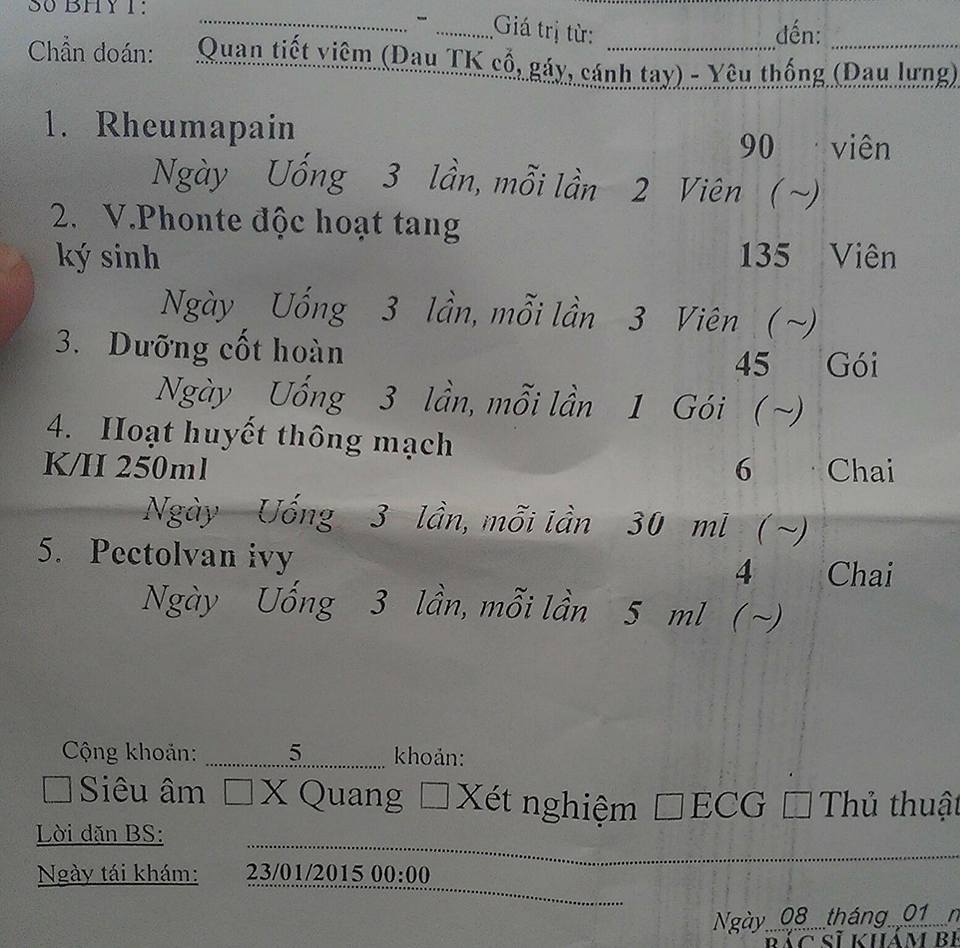 Số BHYT: - Giá trị từ: đến:
Chẩn đoán: Quan tiết viêm (Đau TK cổ, gáy, cánh tay) - Yêu thống (Đau lưng)
1. Rheumapain 90 viên
Ngày Uống 3 lần, mỗi lần 2 Viên (~)
2. V.Phonte độc hoạt tang
ký sinh 135 Viên
Ngày Uống 3 lần, mỗi lần 3 Viên (~)
3. Dưỡng cốt hoàn 45 Gói
Ngày Uống 3 lần, mỗi lần 1 Gói (~)
4. Hoạt huyết thông mạch
K/H 250ml 6 Chai
Ngày Uống 3 lần, mỗi lần 30 ml (~)
5. Pectolvan ivy 4 Chai
Ngày Uống 3 lần, mỗi lần 5 ml (~)
Cộng khoản: 5 khoản:
□ Siêu âm □ X Quang □ Xét nghiệm □ ECG □ Thủ thuật
Lời dặn BS:
Ngày tái khám: 23/01/2015 00:00
Ngày 08 tháng 01 n
BÁC SĨ KHÁM BỆ